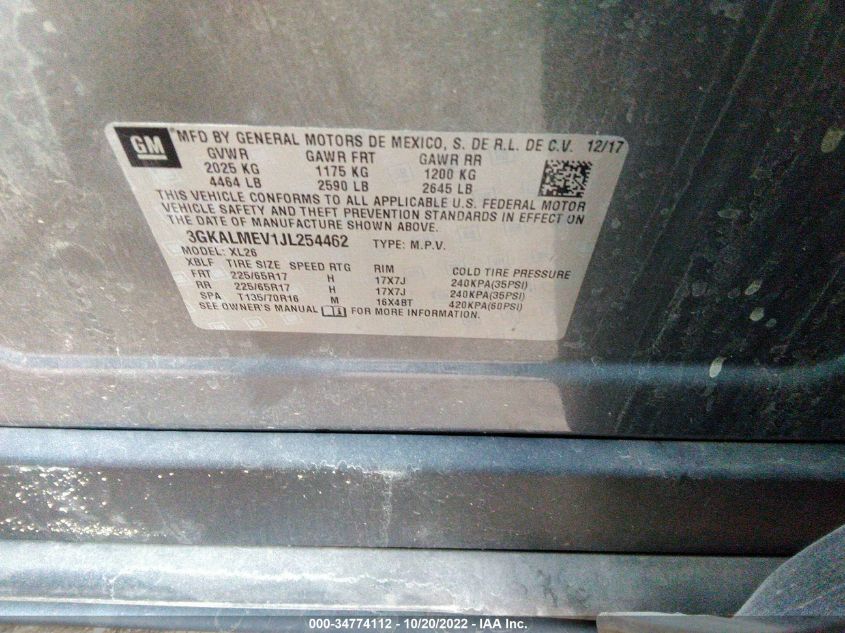 GM MFD BY GENERAL MOTORS DE MEXICO, S. DE R.L. DE C.V. 12/17
GVWR GAWR FRT GAWR RR
2025 KG 1175 KG 1200 KG
4464 LB 2590 LB 2645 LB
THIS VEHICLE CONFORMS TO ALL APPLICABLE U.S. FEDERAL MOTOR
VEHICLE SAFETY AND THEFT PREVENTION STANDARDS IN EFFECT ON
THE DATE OF MANUFACTURE SHOWN ABOVE.
3GKALMEV1JL254462 TYPE: M.P.V.
MODEL: XL26
XBLF TIRE SIZE SPEED RTG RIM COLD TIRE PRESSURE
FRT 225/65R17 H 17X7J 240KPA(35PSI)
RR 225/65R17 H 17X7J 240KPA(35PSI)
SPA T135/70R16 M 16X4BT 420KPA(60PSI)
SEE OWNER'S MANUAL FOR MORE INFORMATION.
000-34774112 - 10/20/2022 - IAA Inc.